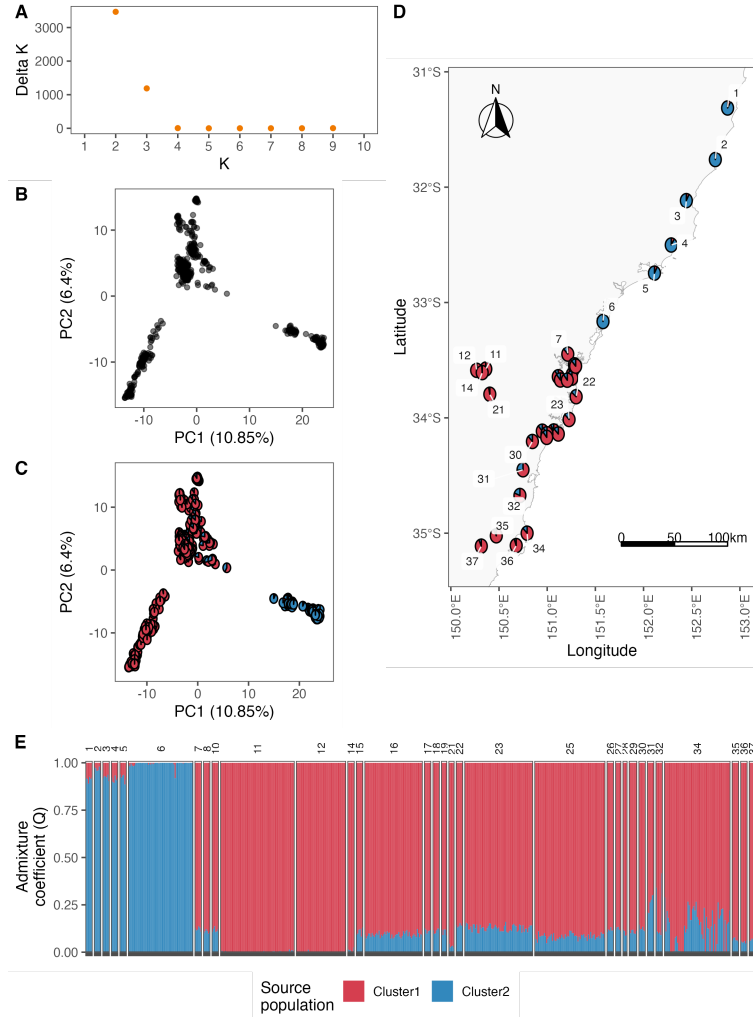 A
Delta K
3000
2000
1000
0
1 2 3 4 5 6 7 8 9 10
K
B
PC2 (6.4%)
10
0
-10
-10 0 10 20
PC1 (10.85%)
C
PC2 (6.4%)
10
0
-10
-10 0 10 20
PC1 (10.85%)
D
Latitude
31°S
32°S
33°S
34°S
35°S
N
1
2
3
4
5
6
7
12
11
14
21
22
23
30
31
32
35
34
36
37
0 50 100km
150.0°E 150.5°E 151.0°E 151.5°E 152.0°E 152.5°E 153.0°E
Longitude
E
1 2 3 4 5 6 7 8 9 10 11 12 14 15 16 17 18 19 21 22 23 25 26 27 28 29 30 31 32 34 35 36 37
Admixture
coefficient (Q)
1.00
0.75
0.50
0.25
0.00
Source
population
Cluster1
Cluster2